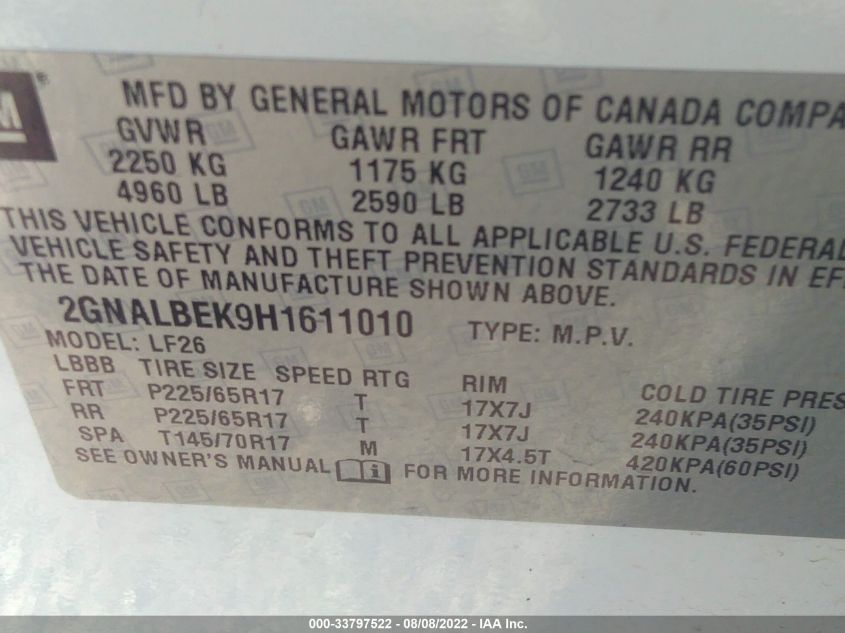 M ®
MFD BY GENERAL MOTORS OF CANADA COMPA
GVWR GAWR FRT GAWR RR
2250 KG 1175 KG 1240 KG
4960 LB 2590 LB 2733 LB
THIS VEHICLE CONFORMS TO ALL APPLICABLE U.S. FEDERAL
VEHICLE SAFETY AND THEFT PREVENTION STANDARDS IN EFF
THE DATE OF MANUFACTURE SHOWN ABOVE.
2GNALBEK9H1611010 TYPE: M.P.V.
MODEL: LF26
LBBB TIRE SIZE SPEED RTG RIM COLD TIRE PRES
FRT P225/65R17 T 17X7J 240KPA(35PSI)
RR P225/65R17 T 17X7J 240KPA(35PSI)
SPA T145/70R17 M 17X4.5T 420KPA(60PSI)
SEE OWNER'S MANUAL FOR MORE INFORMATION.
000-33797522 - 08/08/2022 - IAA Inc.